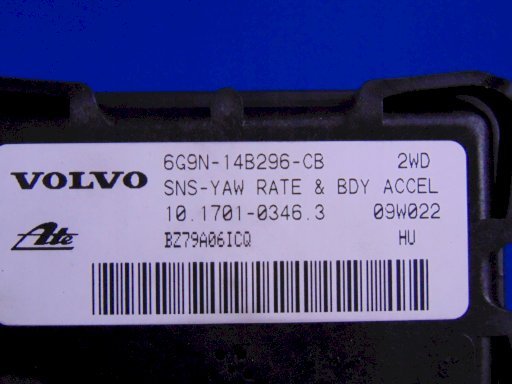 6G9N-14B296-CB 2WD
VOLVO
SNS-YAW RATE & BDY ACCEL
10.1701-0346.3 09W022
Ate
BZ79A06ICQ HU